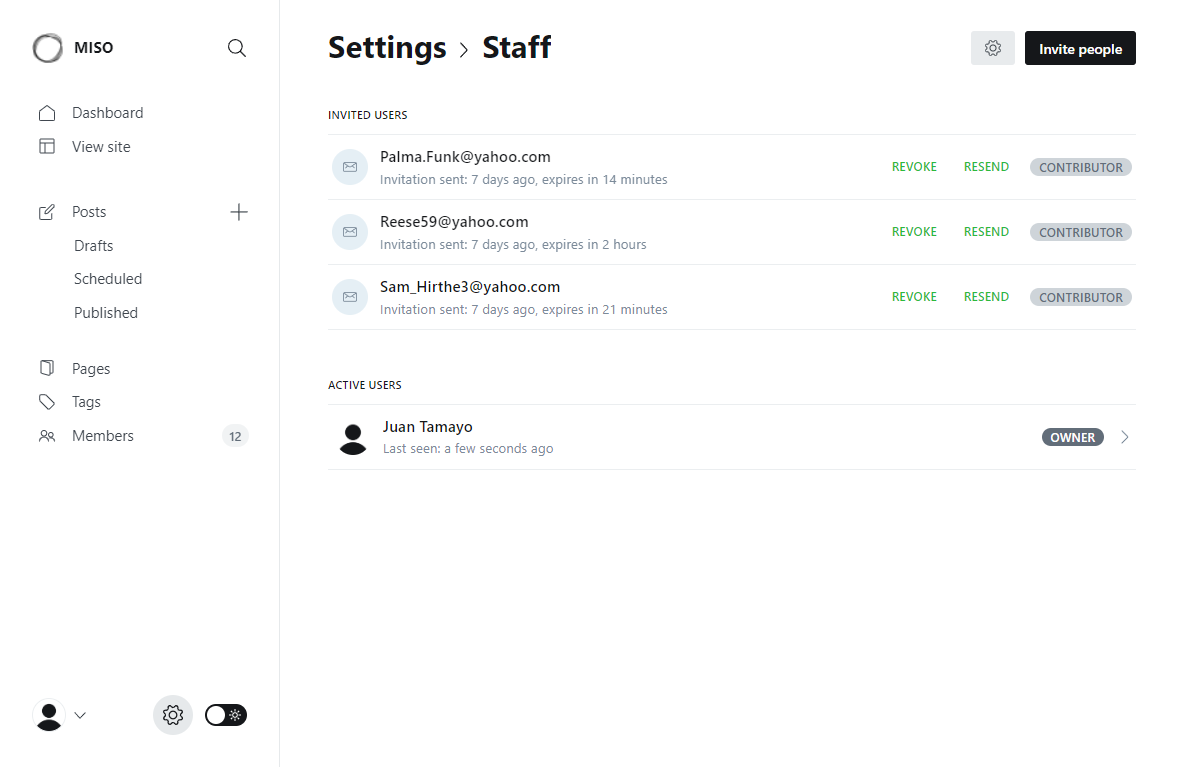 MISO
Dashboard
View site
Posts
Drafts
Scheduled
Published
Pages
Tags
Members 12
Settings > Staff
Invite people
INVITED USERS
Palma.Funk@yahoo.com
Invitation sent: 7 days ago, expires in 14 minutes
REVOKE RESEND CONTRIBUTOR
Reese59@yahoo.com
Invitation sent: 7 days ago, expires in 2 hours
REVOKE RESEND CONTRIBUTOR
Sam_Hirthe3@yahoo.com
Invitation sent: 7 days ago, expires in 21 minutes
REVOKE RESEND CONTRIBUTOR
ACTIVE USERS
Juan Tamayo
Last seen: a few seconds ago
OWNER